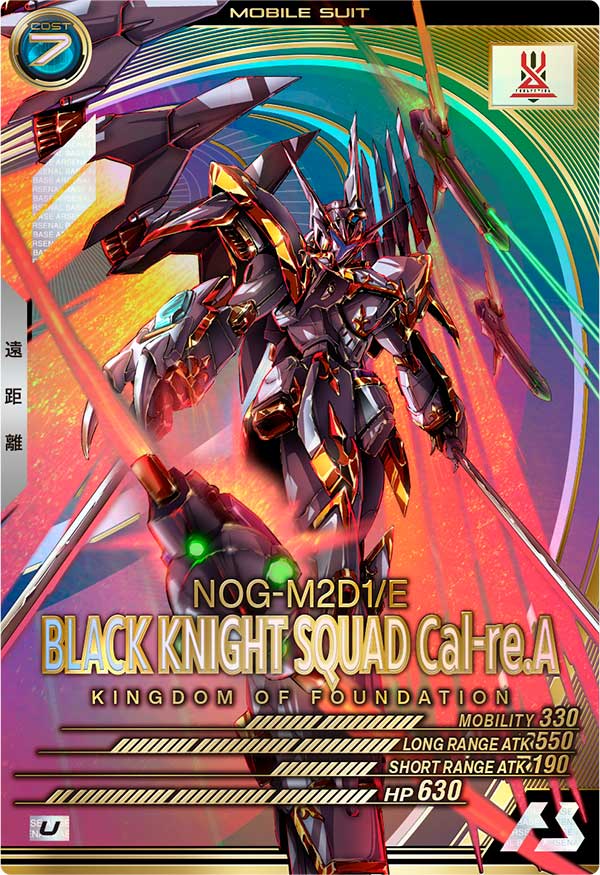 MOBILE SUIT
COST
7
遠距離
NOG-M2D1/E
BLACK KNIGHT SQUAD Cal-re.A
KINGDOM OF FOUNDATION
MOBILITY 330
LONG RANGE ATK 550
SHORT RANGE ATK 190
HP 630
U